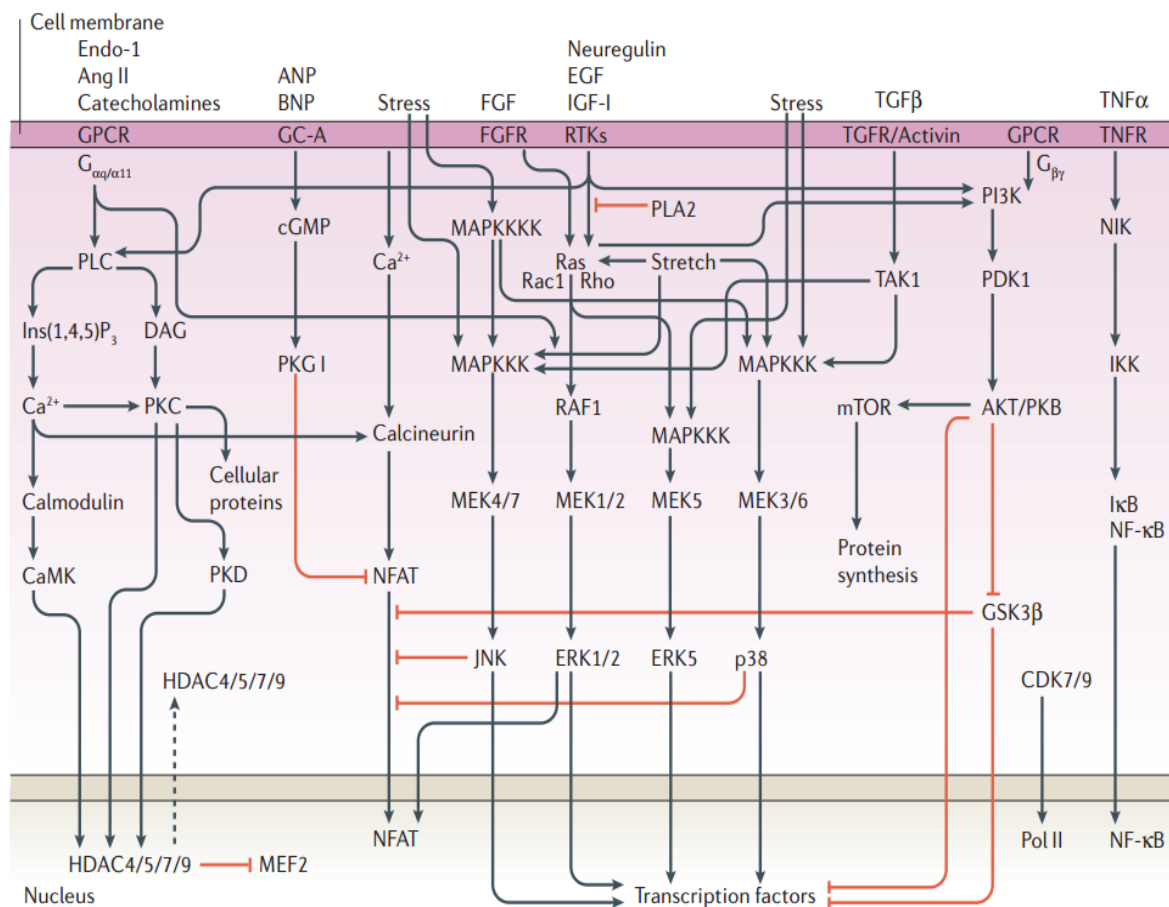 Cell membrane
Endo-1
Ang II
Catecholamines
ANP
BNP
Stress
FGF
Neuregulin
EGF
IGF-I
Stress
TGFβ
TNFα
GPCR
GC-A
FGFR
RTKs
TGFR/Activin
GPCR
TNFR
Gαq/α11
Gβγ
PI3K
PLA2
cGMP
MAPKKKK
NIK
PLC
Ca2+
Ras
Rac1
Rho
Stretch
TAK1
PDK1
Ins(1,4,5)P3
DAG
PKG I
MAPKKK
MAPKKK
IKK
Ca2+
PKC
RAF1
mTOR
AKT/PKB
Calcineurin
MAPKKK
Cellular
proteins
Calmodulin
MEK4/7
MEK1/2
MEK5
MEK3/6
IκB
NF-κB
Protein
synthesis
CaMK
PKD
NFAT
GSK3β
JNK
ERK1/2
ERK5
p38
HDAC4/5/7/9
CDK7/9
NFAT
Pol II
NF-κB
HDAC4/5/7/9
MEF2
Nucleus
Transcription factors